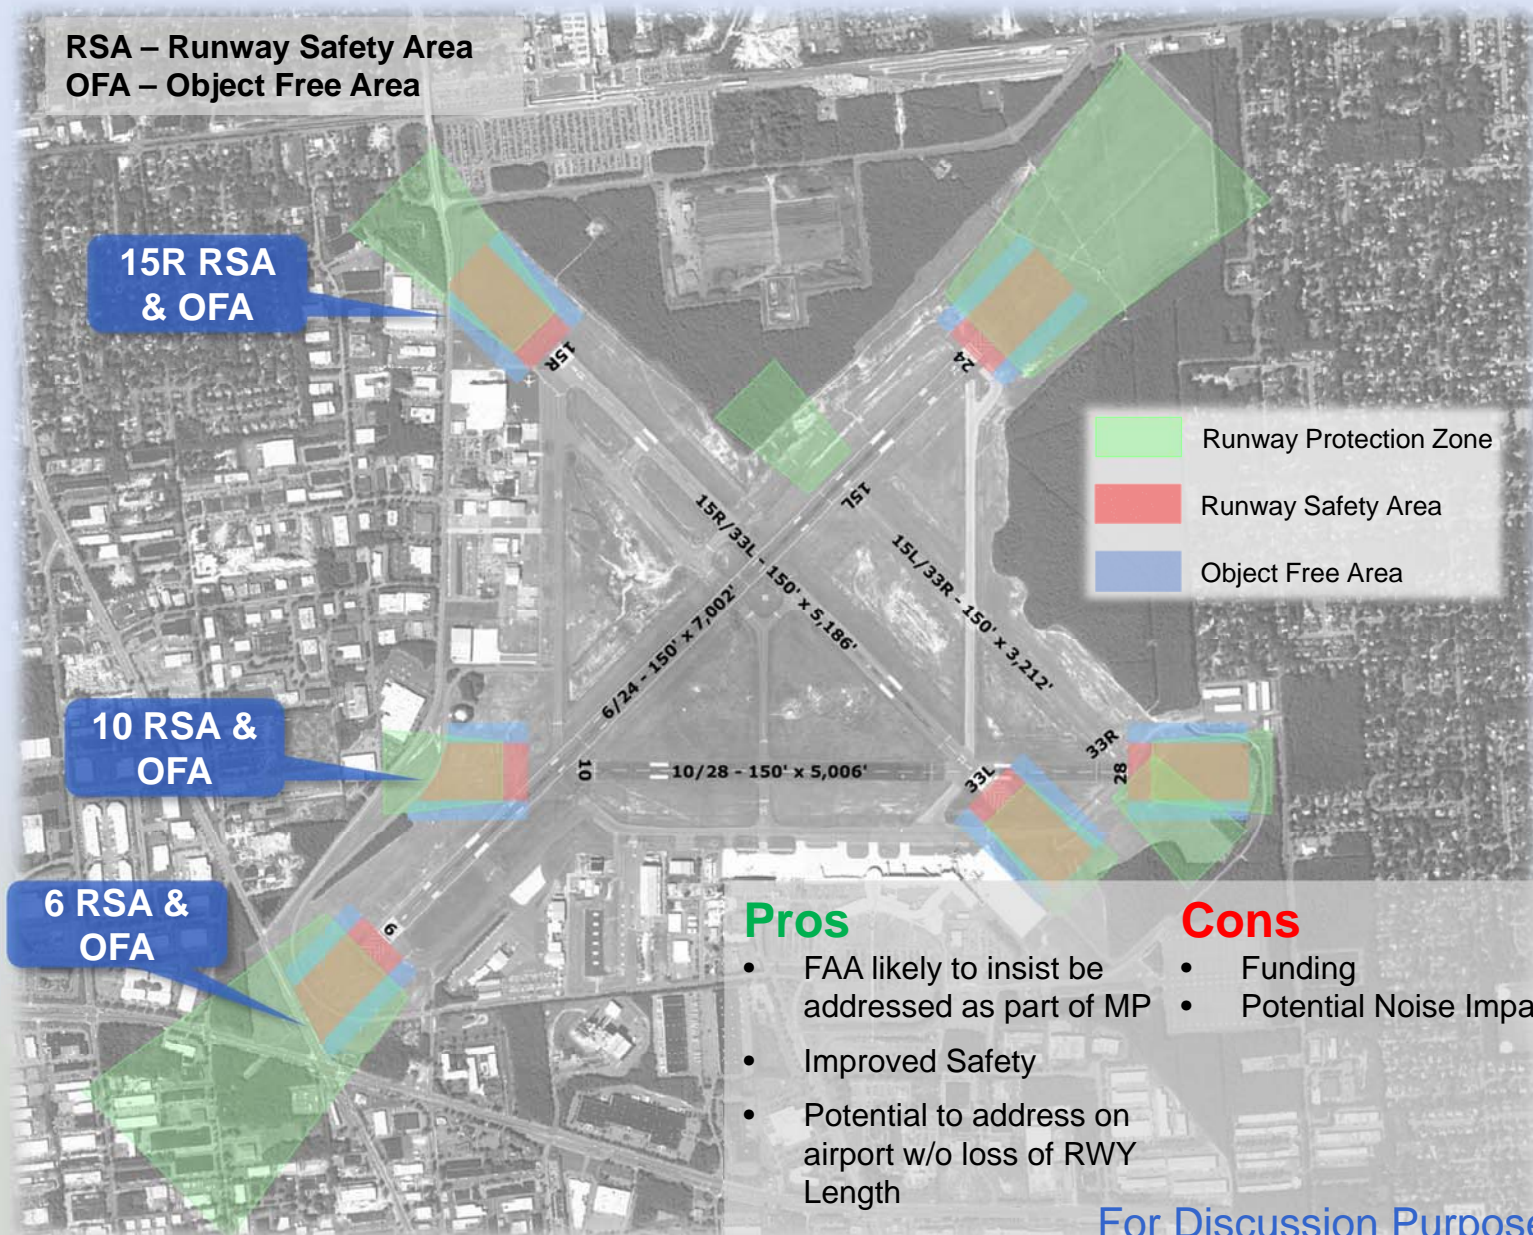 RSA – Runway Safety Area
OFA – Object Free Area
15R RSA
& OFA
15R
24
Runway Protection Zone
Runway Safety Area
Object Free Area
15L
15R/33L - 150' x 5,186'
15L/33R - 150' x 3,212'
6/24 - 150' x 7,002'
10 RSA &
OFA
10
10/28 - 150' x 5,006'
33L
33R
28
6 RSA &
OFA
6
Pros
• FAA likely to insist be
addressed as part of MP
• Improved Safety
• Potential to address on
airport w/o loss of RWY
Length
Cons
• Funding
• Potential Noise Impa
For Discussion Purpose